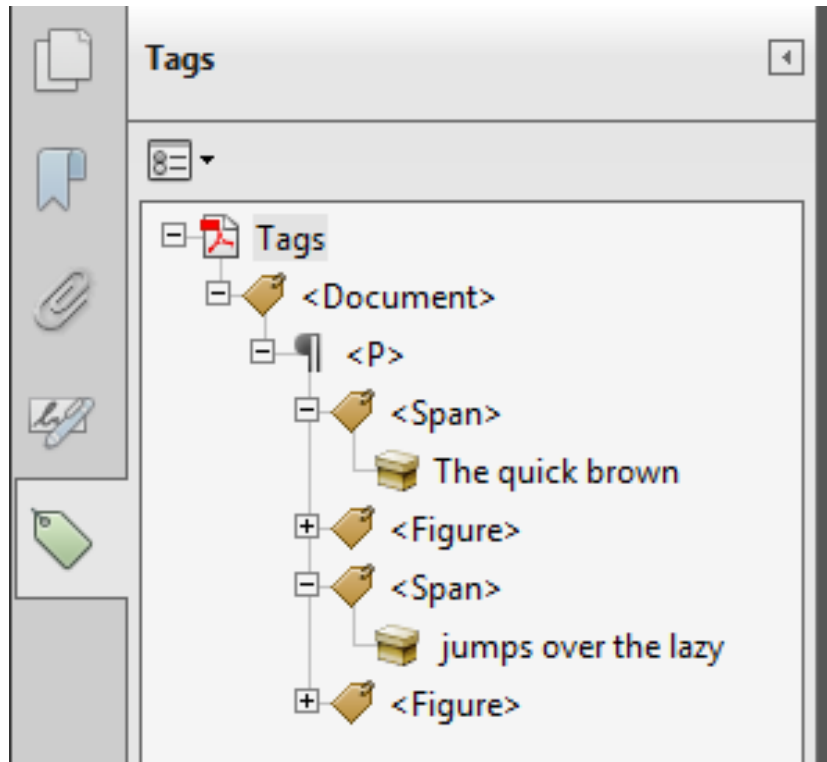 Tags
Tags
<Document>
<P>
<Span>
The quick brown
<Figure>
<Span>
jumps over the lazy
<Figure>